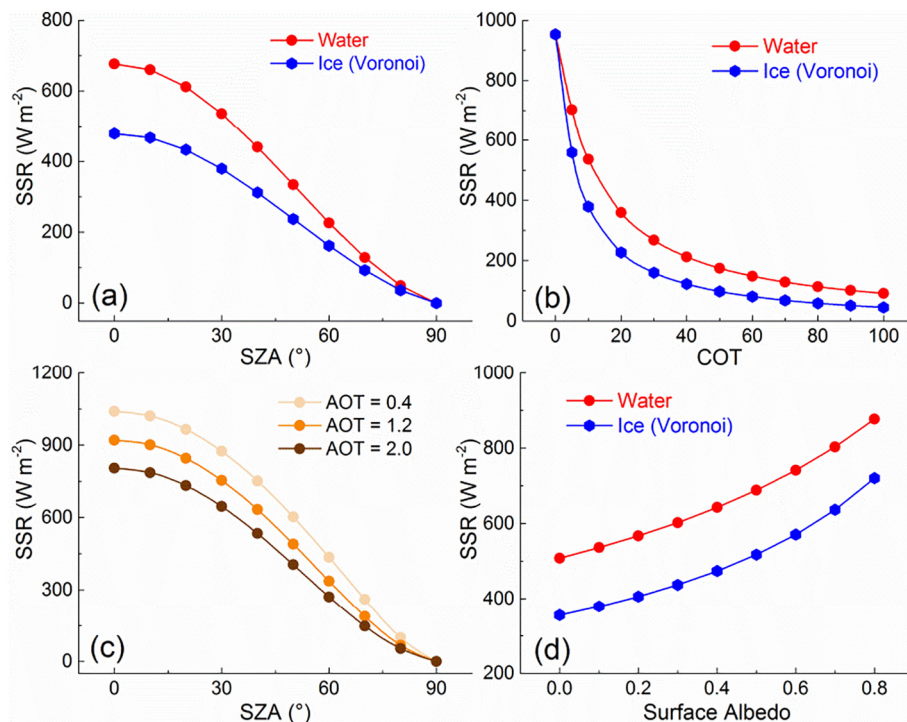 800
600
400
200
0
SSR (W m-2)
Water
Ice (Voronoi)
(a)
0 30 60 90
SZA (°)
1000
800
600
400
200
0
SSR (W m-2)
Water
Ice (Voronoi)
(b)
0 20 40 60 80 100
COT
1200
900
600
300
0
SSR (W m-2)
AOT = 0.4
AOT = 1.2
AOT = 2.0
(c)
0 30 60 90
SZA (°)
1000
800
600
400
200
SSR (W m-2)
Water
Ice (Voronoi)
(d)
0.0 0.2 0.4 0.6 0.8
Surface Albedo